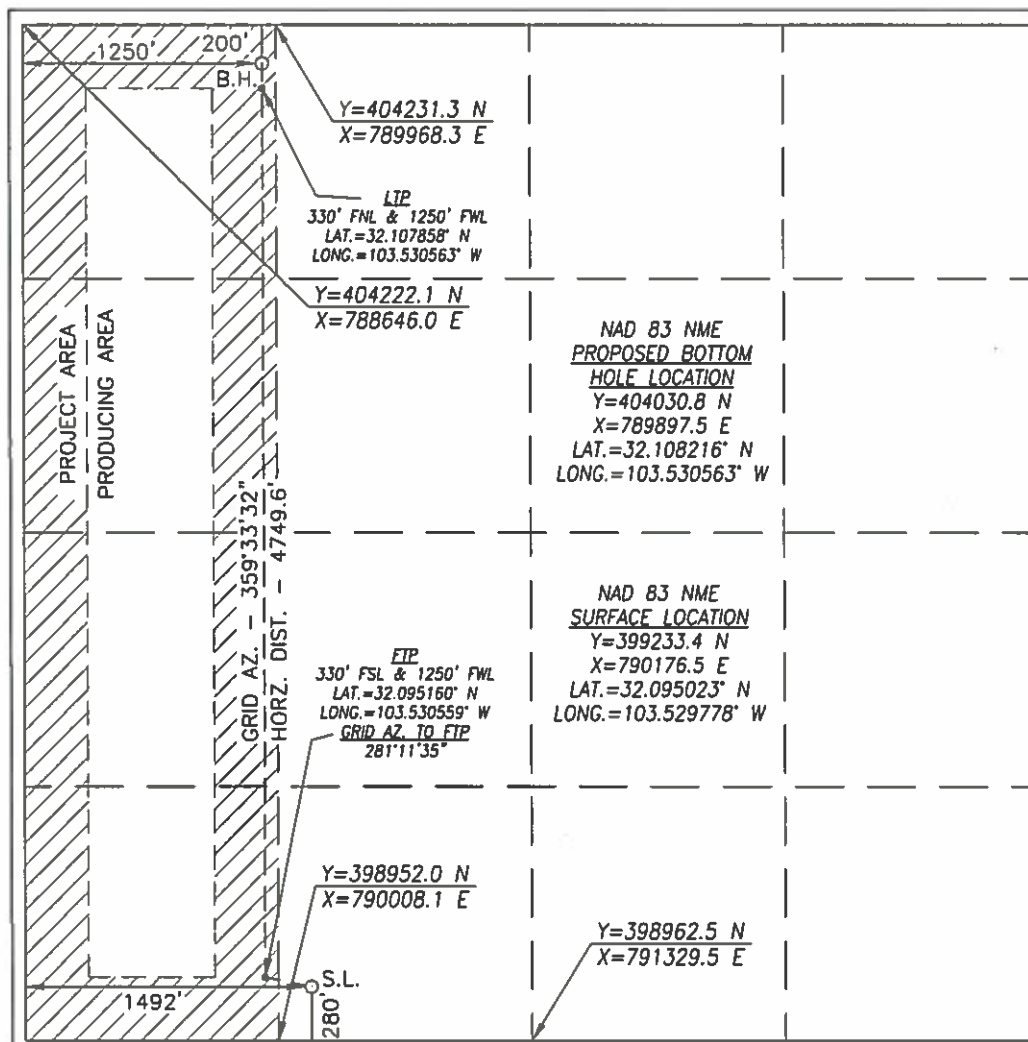 1250'
200'
B.H.
Y=404231.3 N
X=789968.3 E
LTP
330' FNL & 1250' FWL
LAT.=32.107858° N
LONG.=103.530563° W
Y=404222.1 N
X=788646.0 E
PROJECT AREA
PRODUCING AREA
NAD 83 NME
PROPOSED BOTTOM
HOLE LOCATION
Y=404030.8 N
X=789897.5 E
LAT.=32.108216° N
LONG.=103.530563° W
GRID AZ. - 359°33'32"
HORZ. DIST. - 4749.6'
NAD 83 NME
SURFACE LOCATION
Y=399233.4 N
X=790176.5 E
LAT.=32.095023° N
LONG.=103.529778° W
FTP
330' FSL & 1250' FWL
LAT.=32.095160° N
LONG.=103.530559° W
GRID AZ. TO FTP
281°11'35"
Y=398952.0 N
X=790008.1 E
Y=398962.5 N
X=791329.5 E
S.L.
1492'
280'